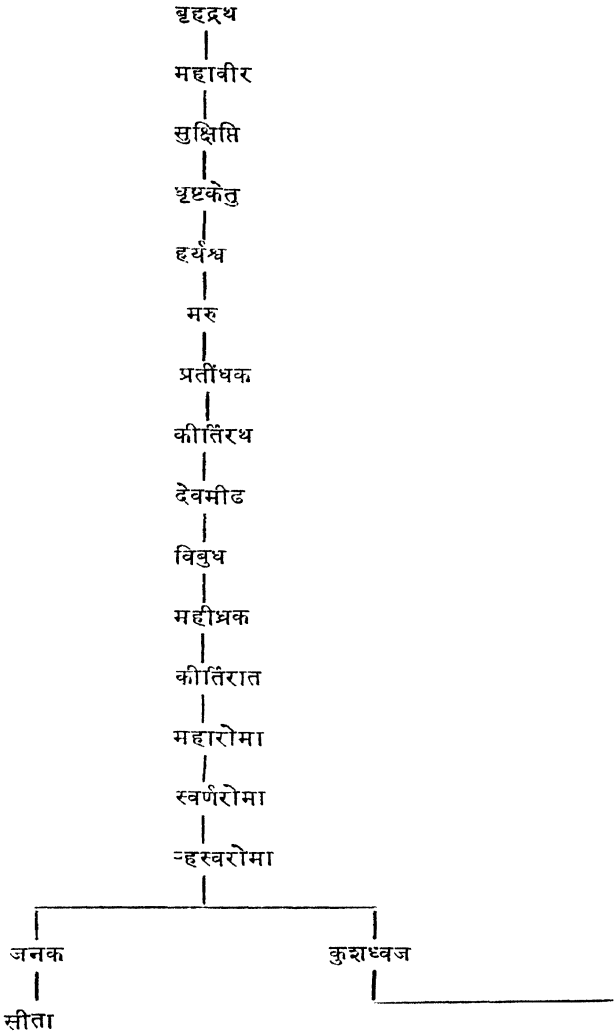 बृहद्रथ
महावीर
सुक्षिप्ति
धृष्टकेतु
हर्यश्व
मरु
प्रतींधक
कीर्तिरथ
देवमीढ
विबुध
महीध्रक
कीर्तिरात
महारोमा
स्वर्णरोमा
ऱ्हस्वरोमा
जनक कुशध्वज
सीता